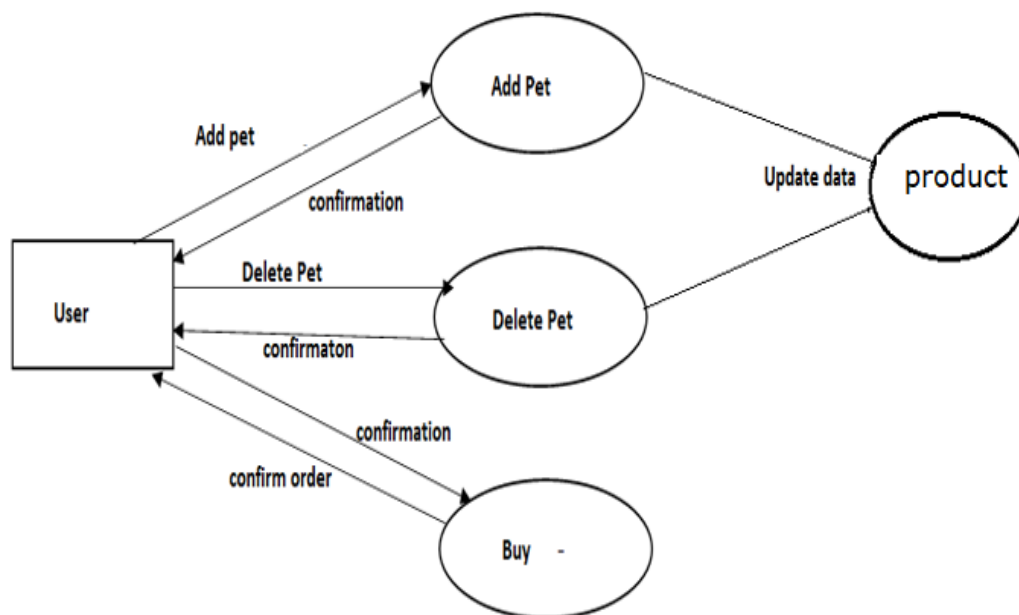 Add Pet
Add pet
product
Update data
confirmation
Delete Pet
User
Delete Pet
confirmaton
confirmation
confirm order
Buy -